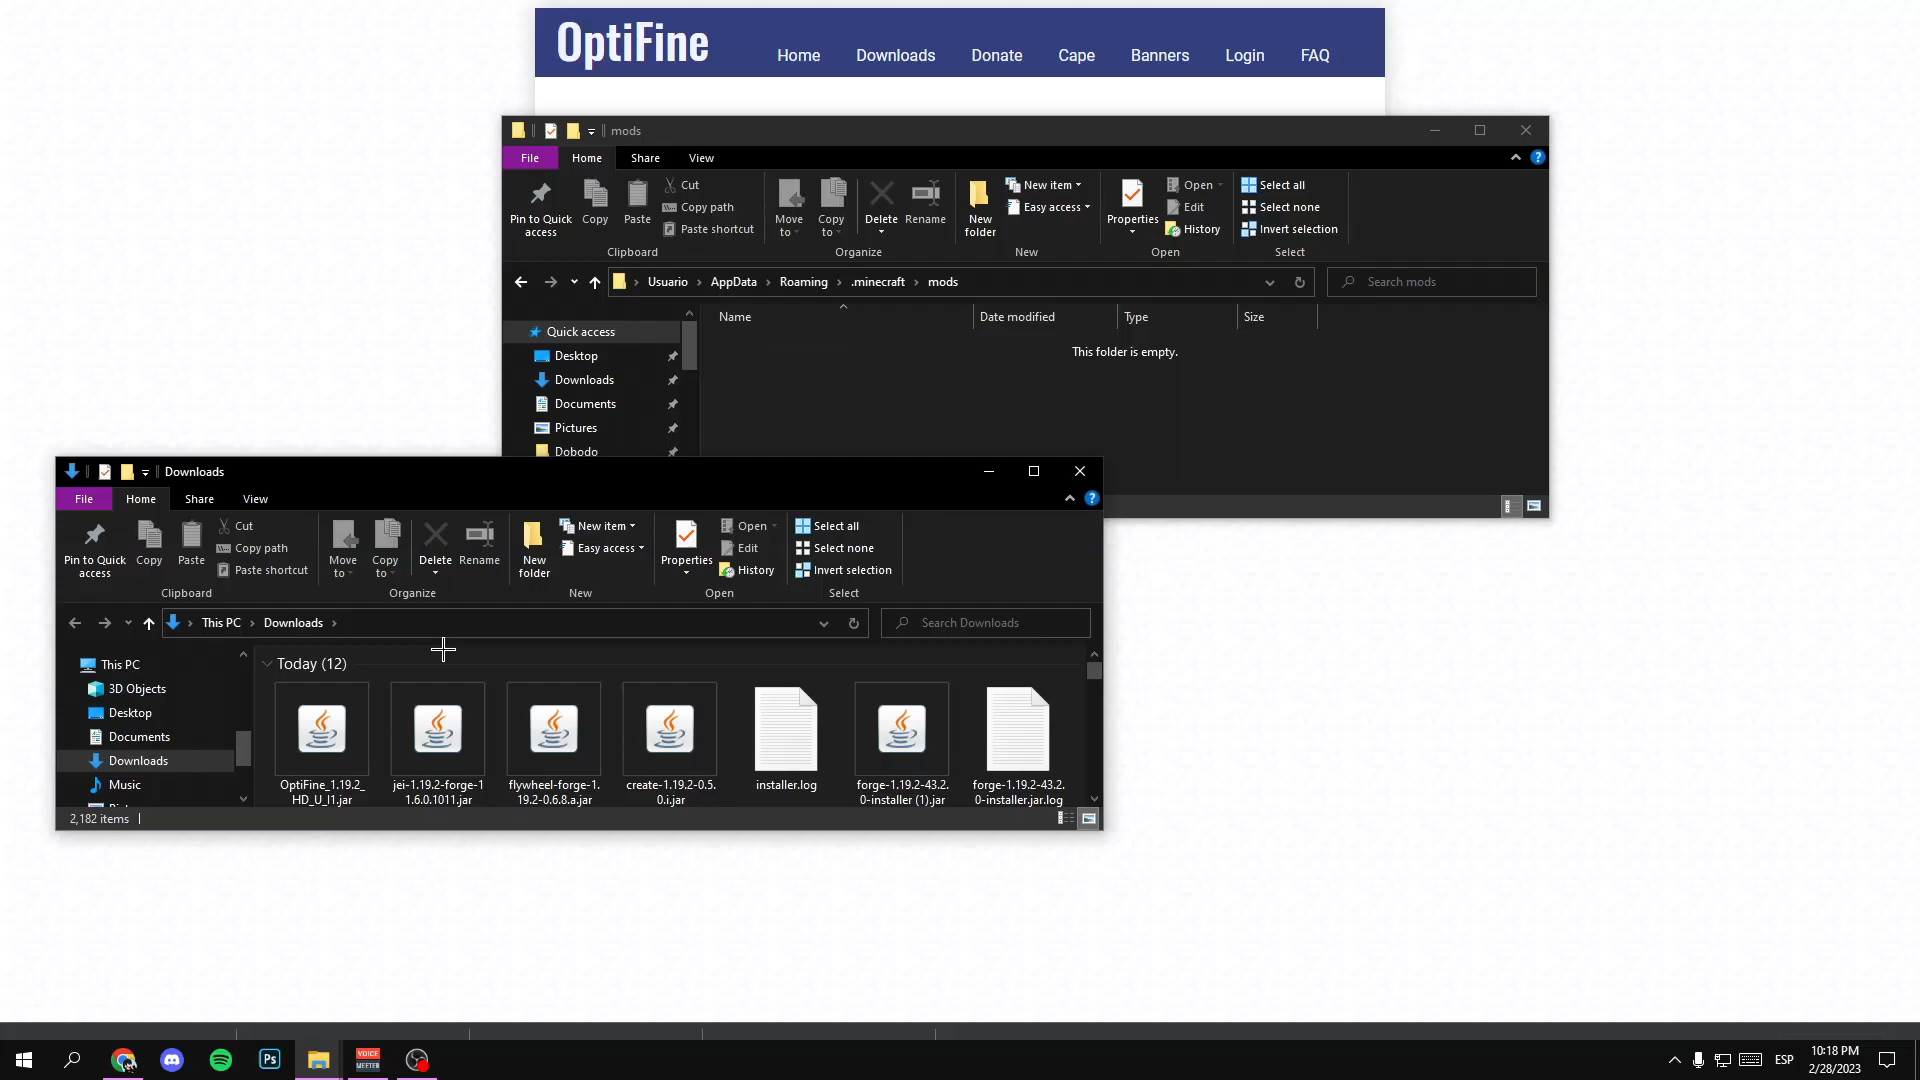 OptiFine
Home Downloads Donate Cape Banners Login FAQ
mods
File Home Share View
Pin to Quick access
Copy
Paste
Cut
Copy path
Paste shortcut
Move to
Copy to
Delete
Rename
New folder
New item
Easy access
Properties
Open
Edit
History
Select all
Select none
Invert selection
Clipboard Organize New Open Select
Usuario AppData Roaming .minecraft mods
Search mods
Name Date modified Type Size
This folder is empty.
Quick access
Desktop
Downloads
Documents
Pictures
Dobodo
Downloads
File Home Share View
Pin to Quick access
Copy
Paste
Cut
Copy path
Paste shortcut
Move to
Copy to
Delete
Rename
New folder
New item
Easy access
Properties
Open
Edit
History
Select all
Select none
Invert selection
Clipboard Organize New Open Select
This PC Downloads
Search Downloads
This PC
3D Objects
Desktop
Documents
Downloads
Music
Today (12)
OptiFine_1.19.2_
HD_U_I1.jar
jei-1.19.2-forge-1
1.6.0.1011.jar
flywheel-forge-1.
19.2-0.6.8.a.jar
create-1.19.2-0.5.
0.i.jar
installer.log
forge-1.19.2-43.2.
0-installer (1).jar
forge-1.19.2-43.2.
0-installer.jar.log
2,182 items
Ps
VOICE
MEETER
ESP
10:18 PM
2/28/2023